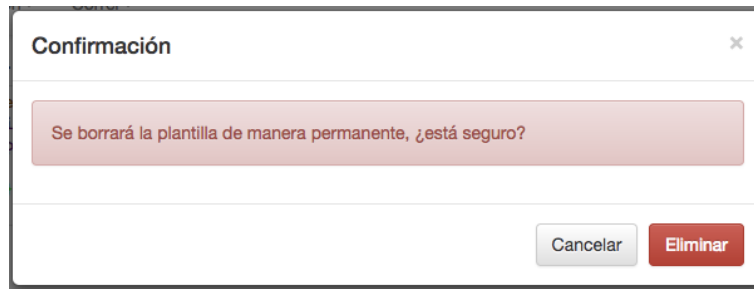 Confirmación
×
Se borrará la plantilla de manera permanente, ¿está seguro?
Cancelar
Eliminar